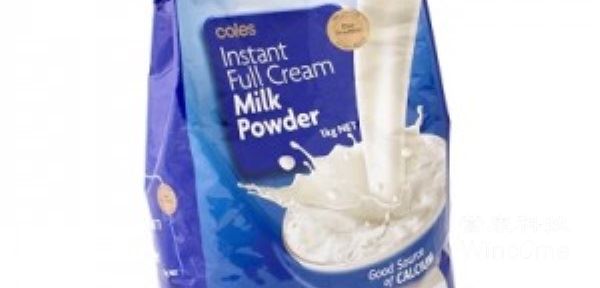 coles
Instant
Full Cream
Milk
Powder
1kg NET
Good Source
of CALCIUM